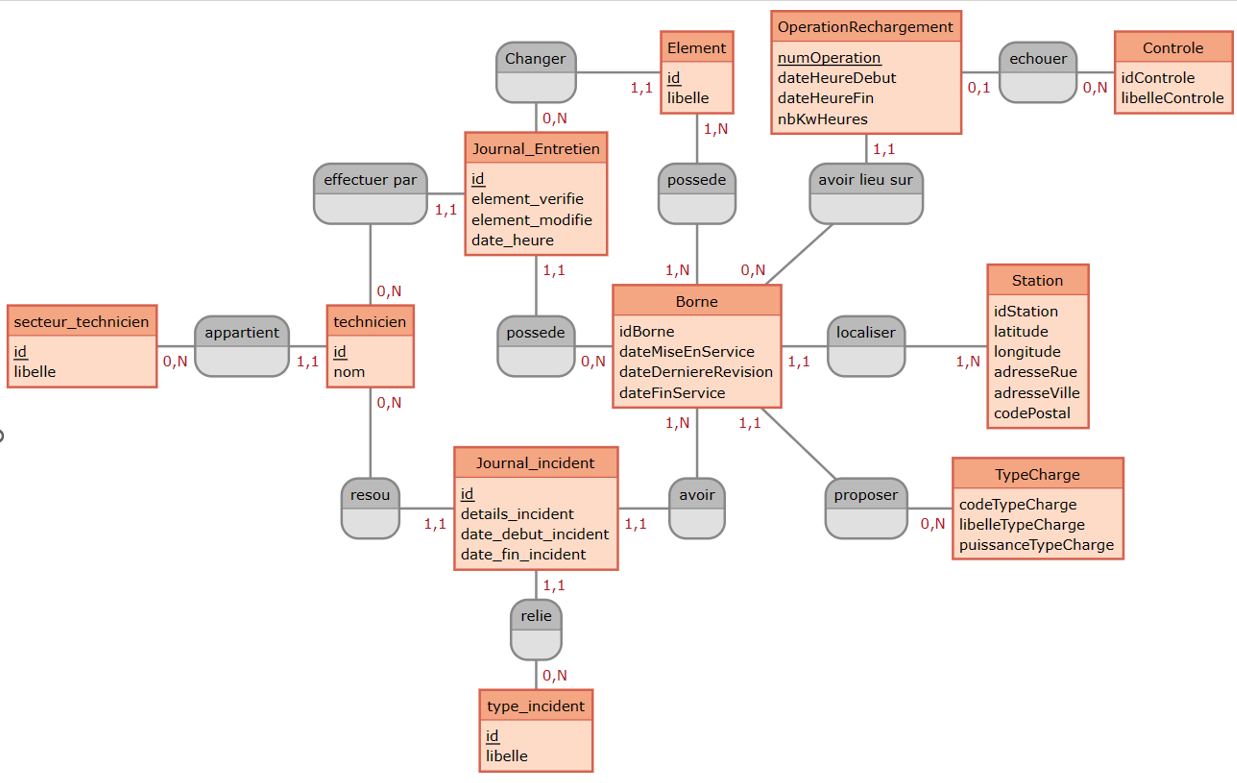 OperationRechargement
numOperation
dateHeureDebut
dateHeureFin
nbKwHeures
Element
id
libelle
Controle
idControle
libelleControle
Changer
echouer
1,1
0,1
0,N
0,N
1,N
1,1
Journal_Entretien
id
element_verifie
element_modifie
date_heure
effectuer par
possede
avoir lieu sur
1,1
1,1
1,N
0,N
0,N
Station
idStation
latitude
longitude
adresseRue
adresseVille
codePostal
Borne
idBorne
dateMiseEnService
dateDerniereRevision
dateFinService
secteur_technicien
id
libelle
appartient
technicien
id
nom
possede
localiser
0,N
1,1
0,N
1,1
1,N
0,N
1,N
1,1
Journal_incident
id
details_incident
date_debut_incident
date_fin_incident
TypeCharge
codeTypeCharge
libelleTypeCharge
puissanceTypeCharge
resou
avoir
proposer
1,1
1,1
0,N
1,1
relie
0,N
type_incident
id
libelle